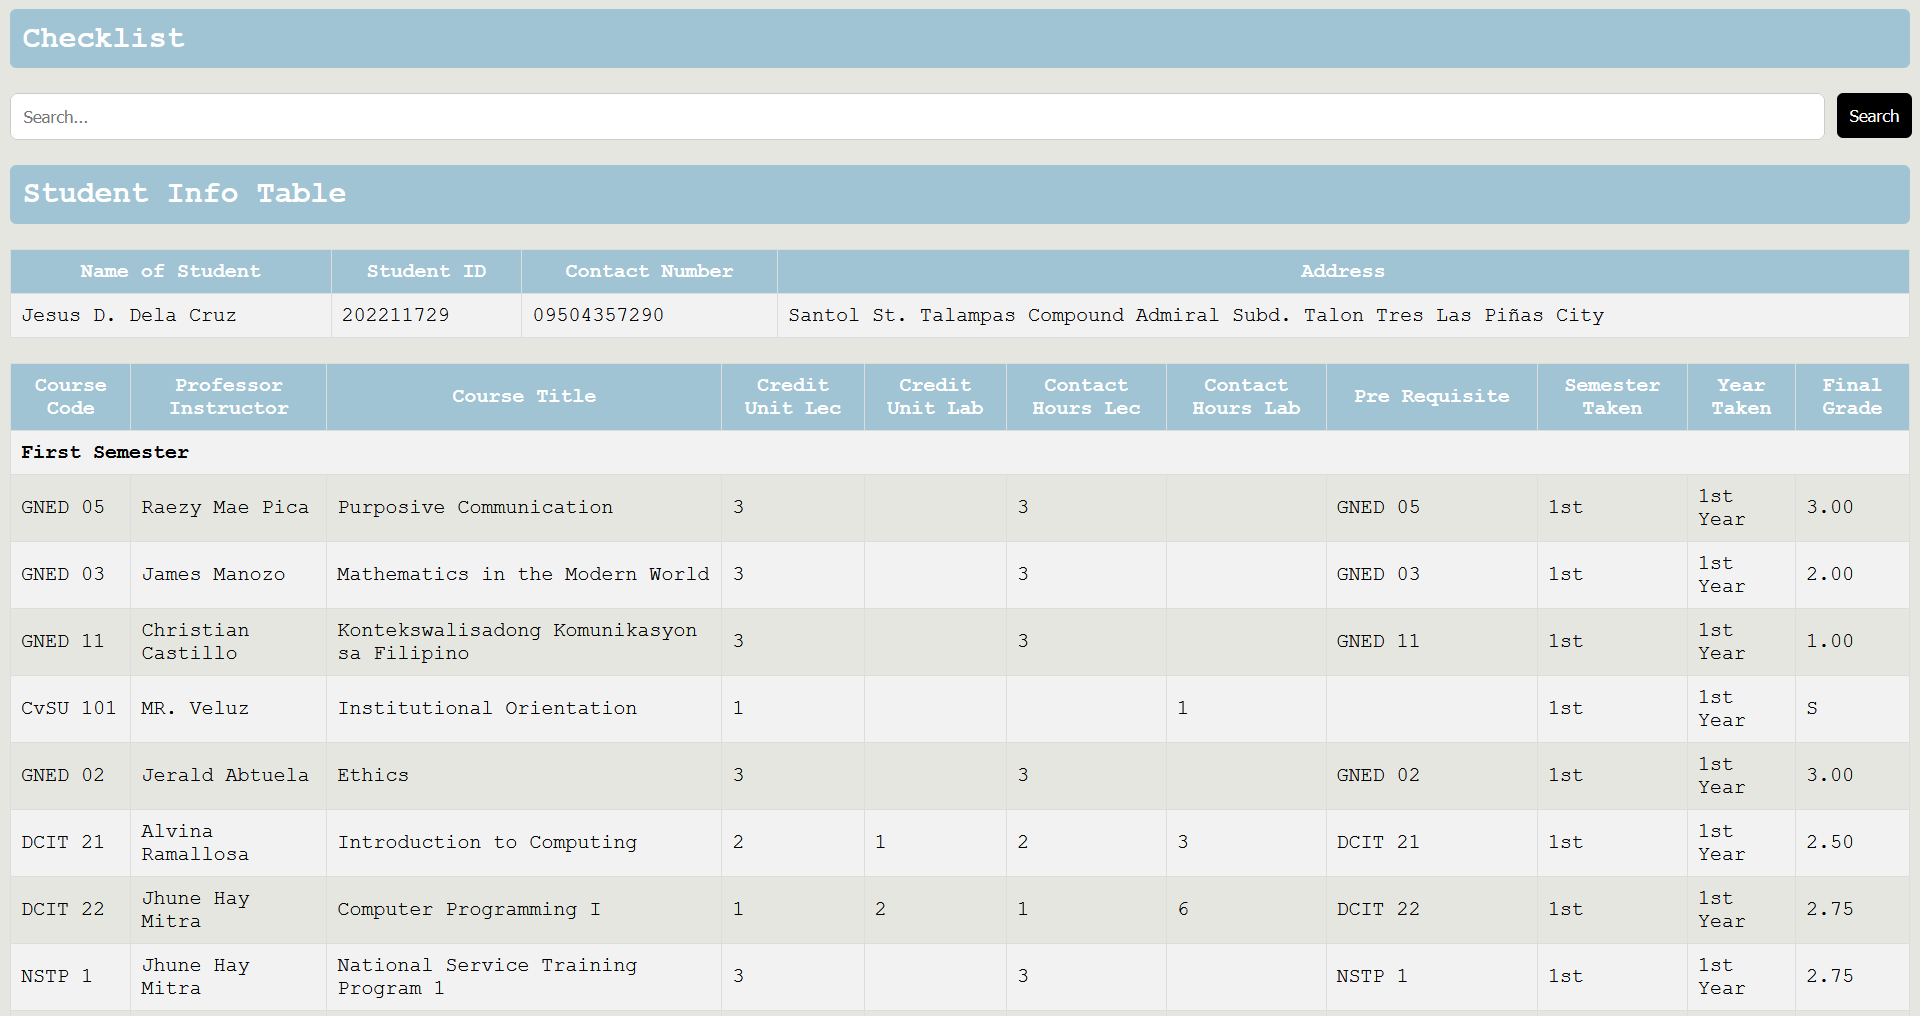 Checklist
Search...
Search
Student Info Table
Name of Student Student ID Contact Number Address
Jesus D. Dela Cruz 202211729 09504357290 Santol St. Talampas Compound Admiral Subd. Talon Tres Las Piñas City
Course Code Professor Instructor Course Title Credit Unit Lec Credit Unit Lab Contact Hours Lec Contact Hours Lab Pre Requisite Semester Taken Year Taken Final Grade
First Semester
GNED 05 Raezy Mae Pica Purposive Communication 3 3 GNED 05 1st 1st Year 3.00
GNED 03 James Manozo Mathematics in the Modern World 3 3 GNED 03 1st 1st Year 2.00
GNED 11 Christian Castillo Kontekswalisadong Komunikasyon sa Filipino 3 3 GNED 11 1st 1st Year 1.00
CvSU 101 MR. Veluz Institutional Orientation 1 1 1st 1st Year S
GNED 02 Jerald Abtuela Ethics 3 3 GNED 02 1st 1st Year 3.00
DCIT 21 Alvina Ramallosa Introduction to Computing 2 1 2 3 DCIT 21 1st 1st Year 2.50
DCIT 22 Jhune Hay Mitra Computer Programming I 1 2 1 6 DCIT 22 1st 1st Year 2.75
NSTP 1 Jhune Hay Mitra National Service Training Program 1 3 3 NSTP 1 1st 1st Year 2.75